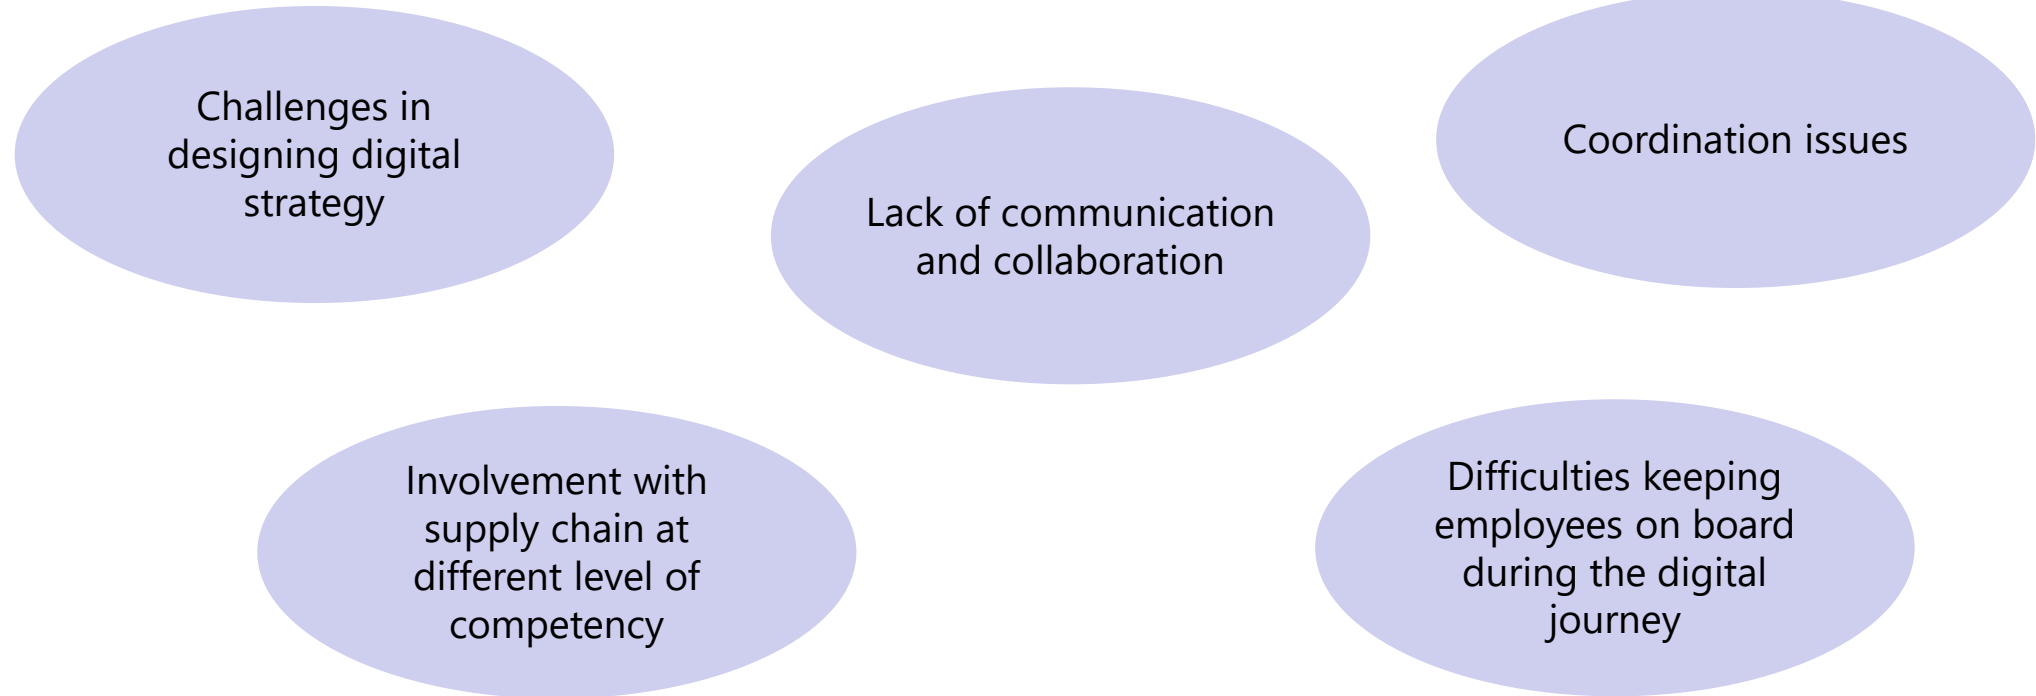 Challenges in
designing digital
strategy
Lack of communication
and collaboration
Coordination issues
Involvement with
supply chain at
different level of
competency
Difficulties keeping
employees on board
during the digital
journey